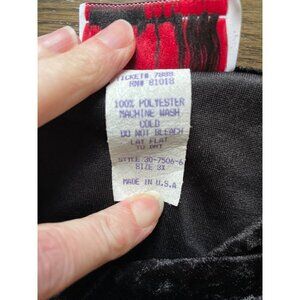 TICKET# 7888
RN# 81018
100% POLYESTER
MACHINE WASH
COLD
DO NOT BLEACH
LAY FLAT
TO DRY
STYLE 30-7506-6
SIZE 3X
MADE IN U.S.A